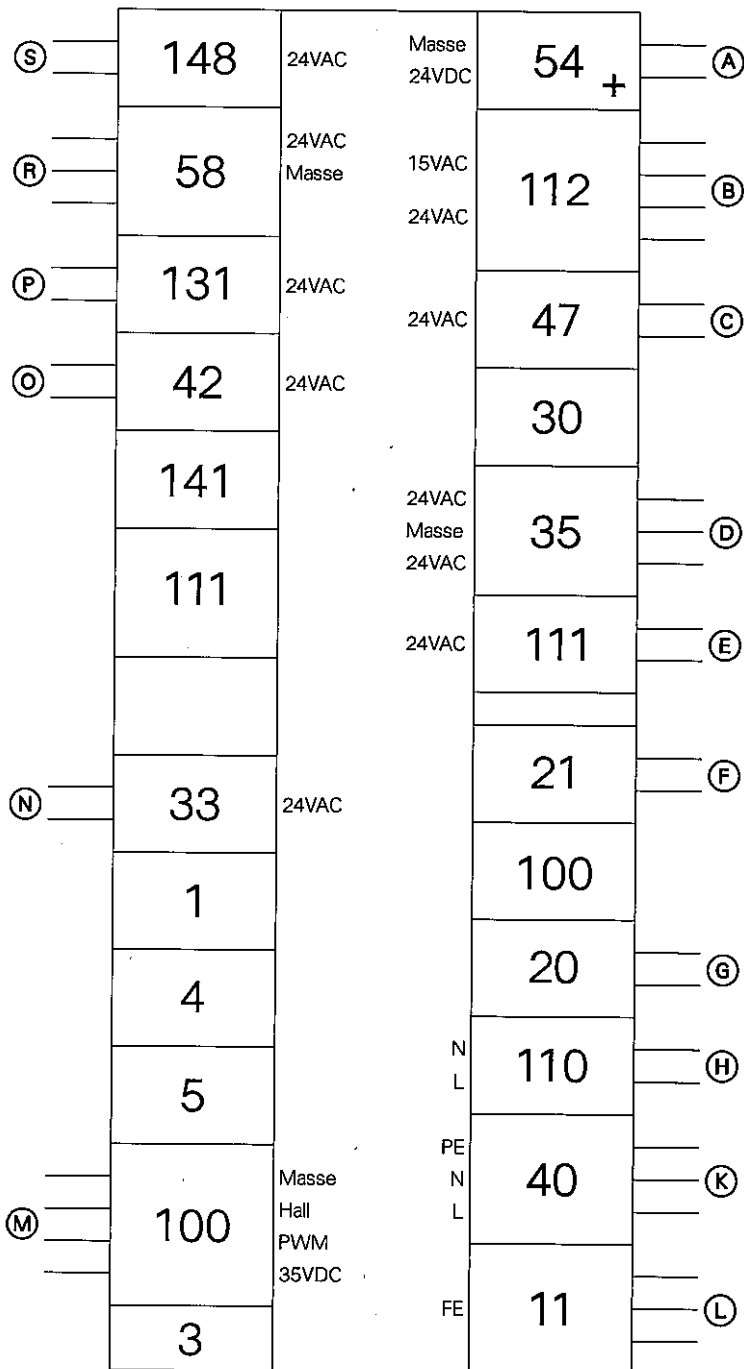 S 148 24VAC
R 58 24VAC
Masse
P 131 24VAC
O 42 24VAC
141
111
N 33 24VAC
1
4
5
M 100 Masse
Hall
PWM
35VDC
3
Masse 54 + A
24VDC
15VAC 112 B
24VAC
24VAC 47 C
30
24VAC
Masse 35 D
24VAC
24VAC 111 E
21 F
100
20 G
N 110 H
L
PE
N 40 K
L
FE 11 L